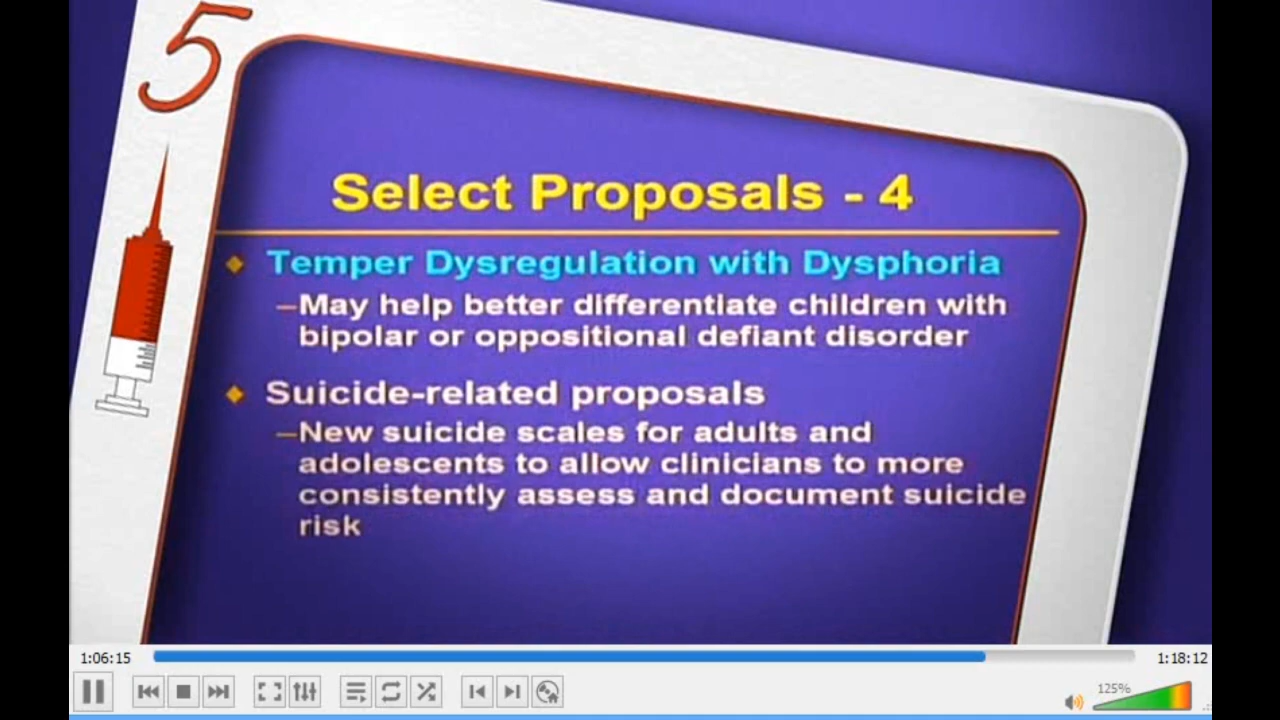 5
Select Proposals - 4
Temper Dysregulation with Dysphoria
–May help better differentiate children with
bipolar or oppositional defiant disorder
Suicide-related proposals
–New suicide scales for adults and
adolescents to allow clinicians to more
consistently assess and document suicide
risk
1:06:15
1:18:12
125%